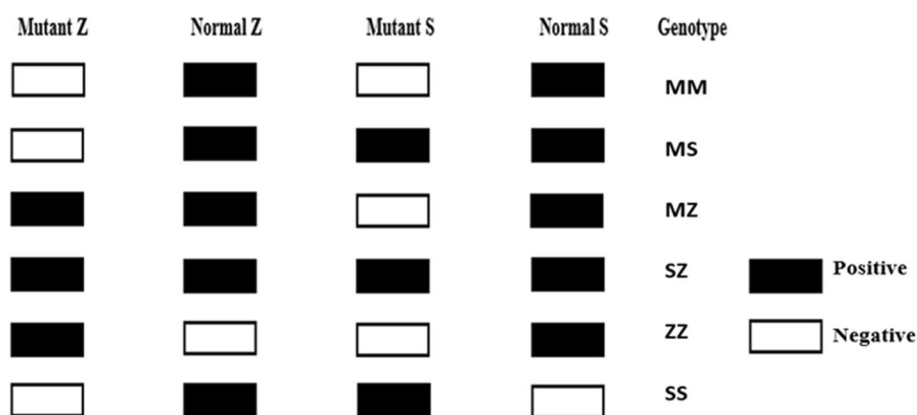 Mutant Z Normal Z Mutant S Normal S Genotype
MM
MS
MZ
SZ
Positive
ZZ
Negative
SS